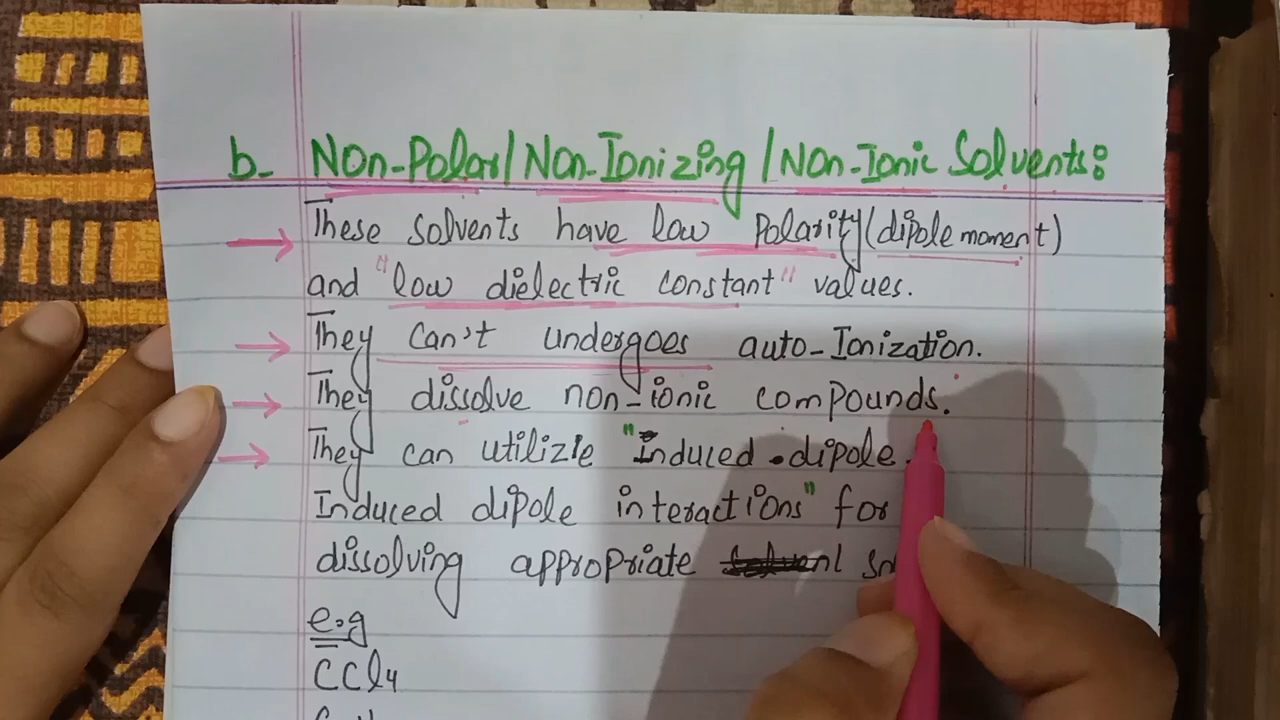 b- Non-Polar/Non-Ionizing/Non-Ionic Solvents:
These solvents have low Polarity(dipole moment)
and "low dielectric constant" values.
They can't undergoes auto-Ionization.
They dissolve non-ionic compounds.
They can utilizle "Induced dipole
Induced dipole interactions" for
dissolving appropriate
e.g
CCl4